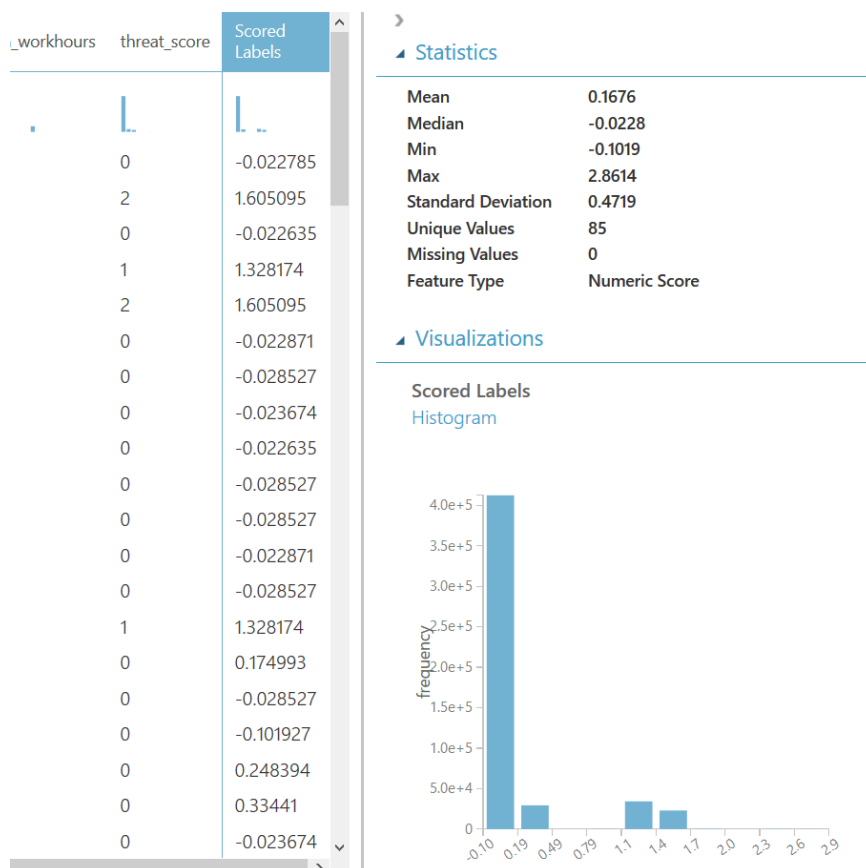 _workhours threat_score Scored Labels
0 -0.022785
2 1.605095
0 -0.022635
1 1.328174
2 1.605095
0 -0.022871
0 -0.028527
0 -0.023674
0 -0.022635
0 -0.028527
0 -0.028527
0 -0.022871
0 -0.028527
1 1.328174
0 0.174993
0 -0.028527
0 -0.101927
0 0.248394
0 0.33441
0 -0.023674
Statistics
Mean 0.1676
Median -0.0228
Min -0.1019
Max 2.8614
Standard Deviation 0.4719
Unique Values 85
Missing Values 0
Feature Type Numeric Score
Visualizations
Scored Labels
Histogram
frequency
4.0e+5
3.5e+5
3.0e+5
2.5e+5
2.0e+5
1.5e+5
1.0e+5
5.0e+4
0
-0.10 0.19 0.49 0.79 1.1 1.4 1.7 2.0 2.3 2.6 2.9